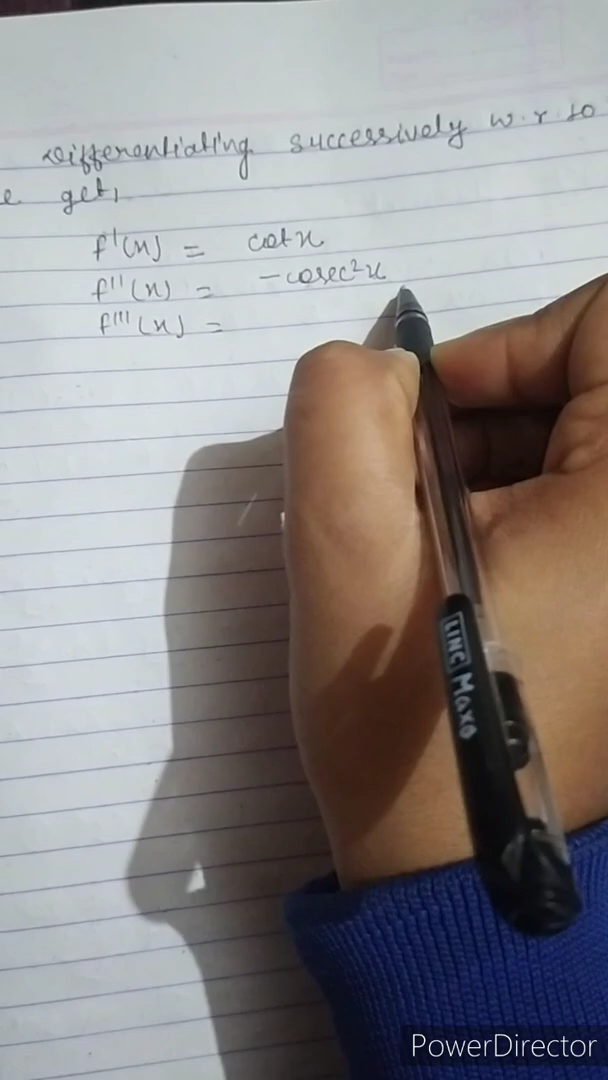 Differentiating successively w.r to
e get,
f'(x) = cot x
f''(x) = -cosec²x
f'''(x) =
LINC Maxo
PowerDirector